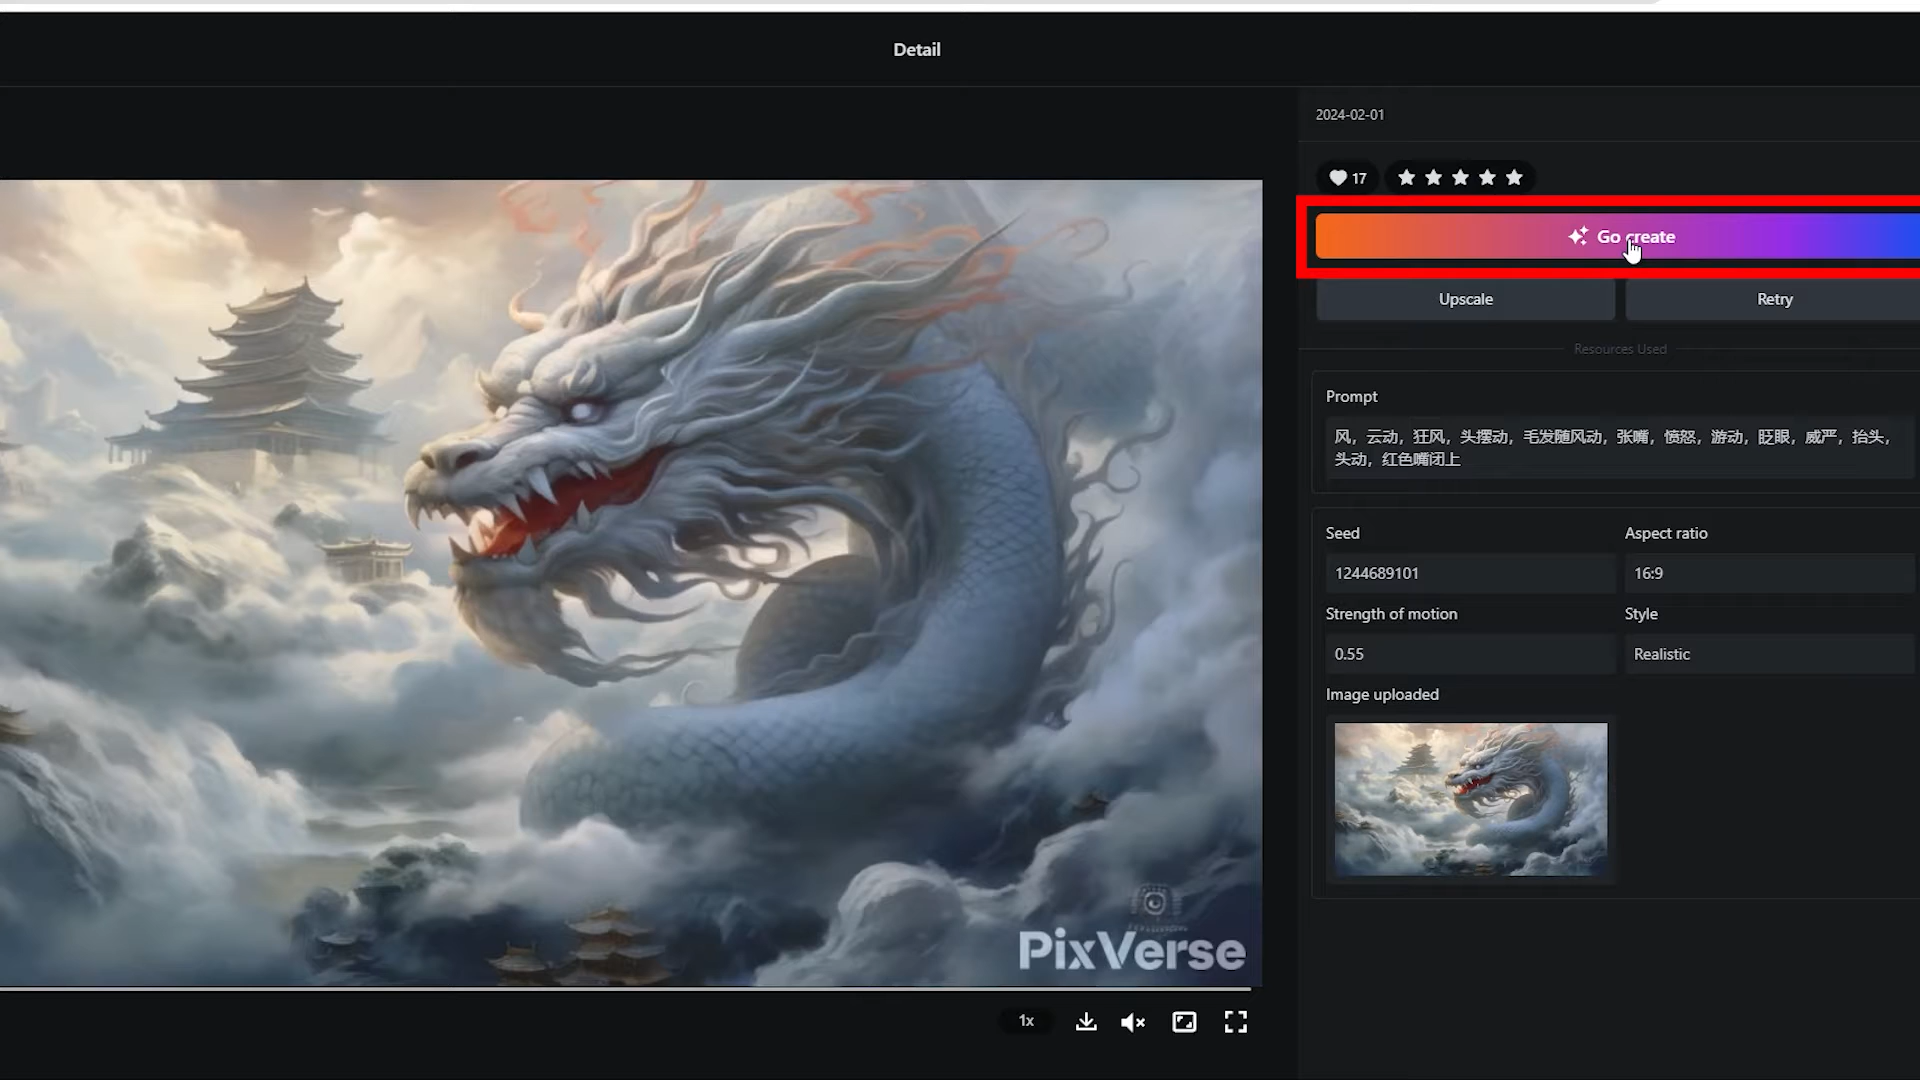 Detail
2024-02-01
17
Go create
Upscale
Retry
Resources Used
Prompt
风，云动，狂风，头摆动，毛发随风动，张嘴，愤怒，游动，眨眼，威严，抬头，
头动，红色嘴闭上
Seed
Aspect ratio
1244689101
16:9
Strength of motion
Style
0.55
Realistic
Image uploaded
PixVerse
1x